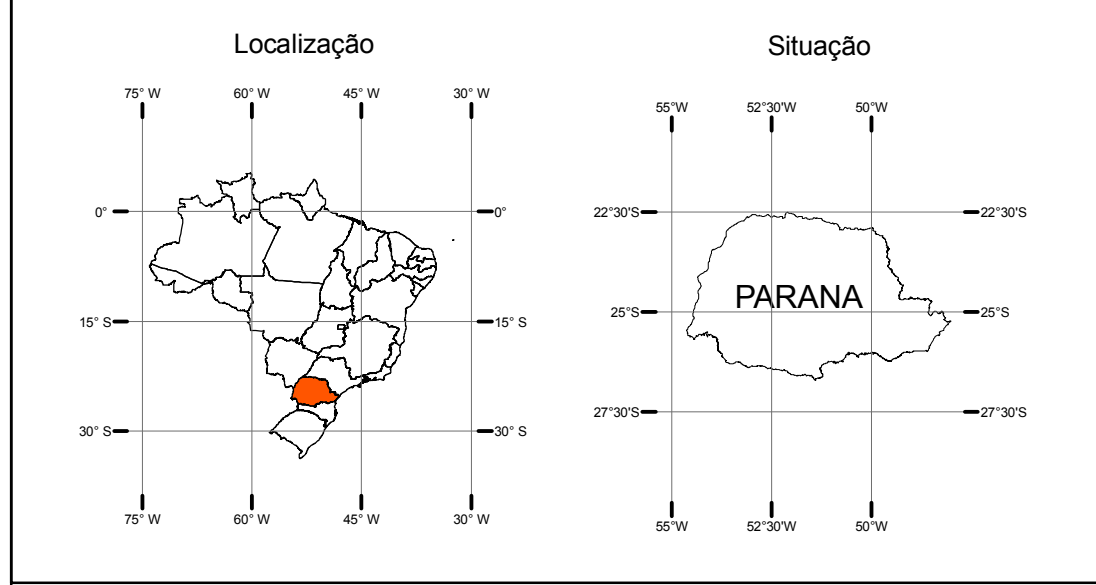 Localização
Situação
75° W 60° W 45° W 30° W
55°W 52°30'W 50°W
0° 0°
22°30'S 22°30'S
PARANA
15° S 15° S
25°S 25°S
30° S 30° S
27°30'S 27°30'S
75° W 60° W 45° W 30° W
55°W 52°30'W 50°W